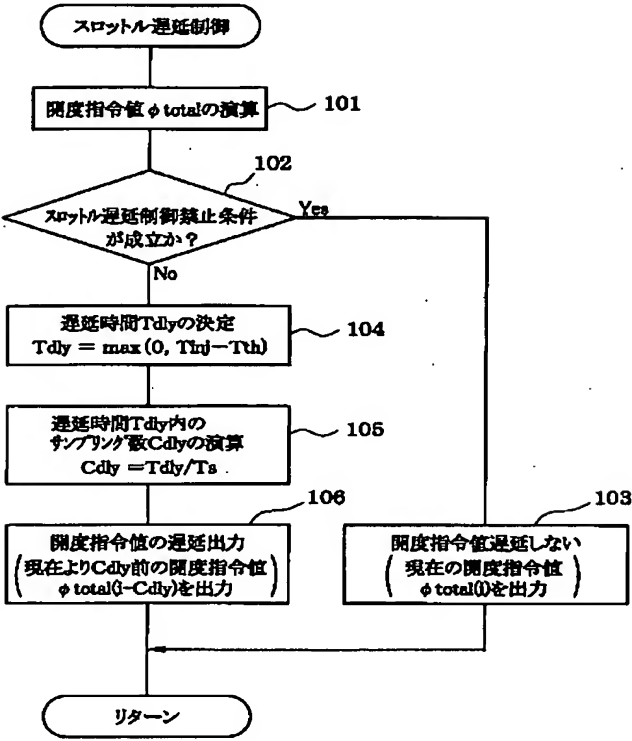 スロットル遅延制御
開度指令値φtotalの演算
101
102
スロットル遅延制御禁止条件
が成立か？
Yes
No
遅延時間Tdlyの決定
Tdly = max(0, Tinj−Tth)
104
遅延時間Tdly内の
サンプリング数Cdlyの演算
Cdly =Tdly/Ts
105
106
開度指令値の遅延出力
(現在よりCdly前の開度指令値
φtotal(i−Cdly)を出力)
103
開度指令値遅延しない
(現在の開度指令値
φtotal(i)を出力)
リターン